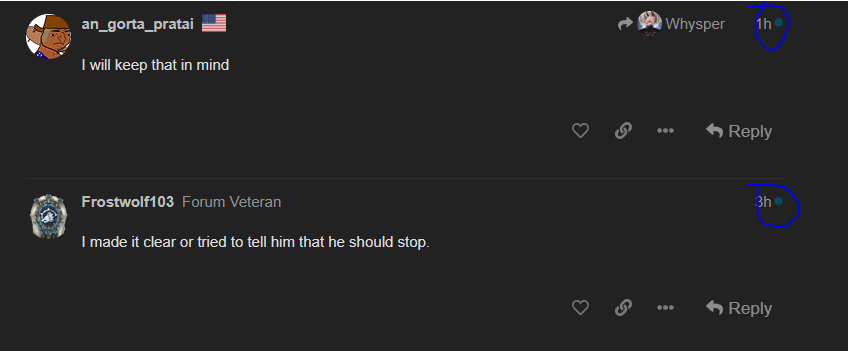 an_gorta_pratai Whysper 1h
I will keep that in mind
Reply
Frostwolf103 Forum Veteran 3h
I made it clear or tried to tell him that he should stop.
Reply